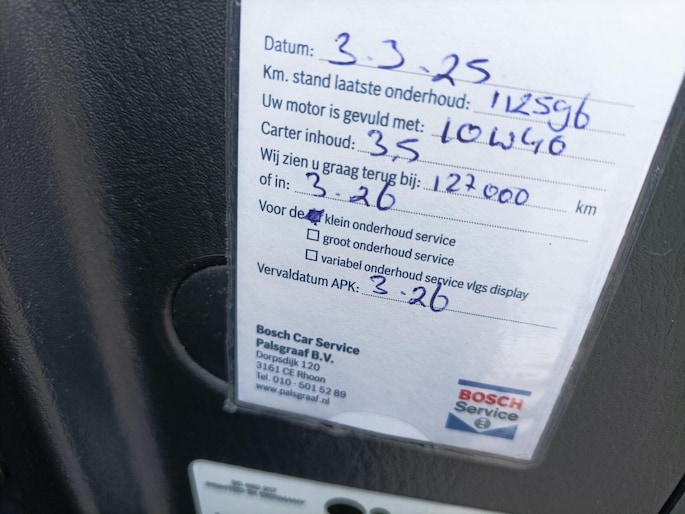 Datum: 3-3-25
Km. stand laatste onderhoud: 112596
Uw motor is gevuld met: 10W40
Carter inhoud: 3,5
Wij zien u graag terug bij: 127000 km
of in: 3-26
Voor de klein onderhoud service
groot onderhoud service
variabel onderhoud service vlgs display
Vervaldatum APK: 3-26
Bosch Car Service
Palsgraaf B.V.
Dorpsdijk 120
3161 CE Rhoon
Tel. 010 - 501 52 89
www.palsgraaf.nl
BOSCH
Service